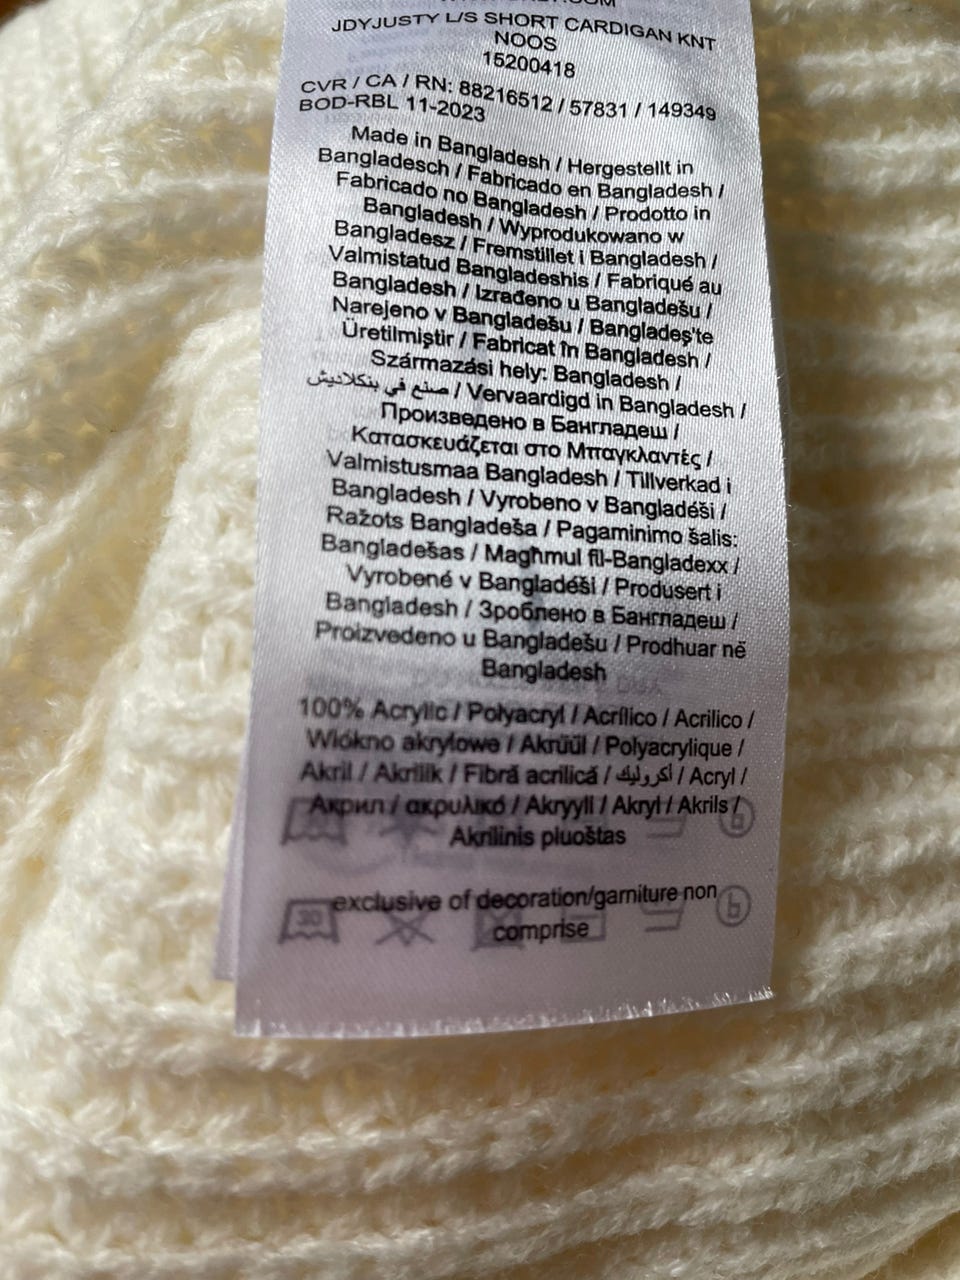 JDYJUSTY L/S SHORT CARDIGAN KNT
NOOS
15200418
CVR / CA / RN: 88216512 / 57831 / 149349
BOD-RBL 11-2023
Made in Bangladesh / Hergestellt in
Bangladesch / Fabricado en Bangladesh /
Fabricado no Bangladesh / Prodotto in
Bangladesh / Wyprodukowano w
Bangladesz / Fremstillet i Bangladesh /
Valmistatud Bangladeshis / Fabriqué au
Bangladesh / Izrađeno u Bangladešu /
Narejeno v Bangladešu / Bangladeş'te
Üretilmiştir / Fabricat în Bangladesh /
Származási hely: Bangladesh /
صنع في بنكلاديش / Vervaardigd in Bangladesh /
Произведено в Бангладеш /
Κατασκευάζεται στο Μπαγκλαντές /
Valmistusmaa Bangladesh / Tillverkad i
Bangladesh / Vyrobeno v Bangladéši /
Ražots Bangladeša / Pagaminimo šalis:
Bangladešas / Magħmul fil-Bangladexx /
Vyrobené v Bangladéši / Produsert i
Bangladesh / Зроблено в Бангладеш /
Proizvedeno u Bangladešu / Prodhuar në
Bangladesh
100% Acrylic / Polyacryl / Acrílico / Acrilico /
Włókno akrylowe / Akrüül / Polyacrylique /
Akril / Akrilik / Fibră acrilică / أكروليك / Acryl /
Акрил / ακρυλικό / Akryyli / Akryl / Akrils /
Akrilinis pluoštas
exclusive of decoration/garniture non
comprise